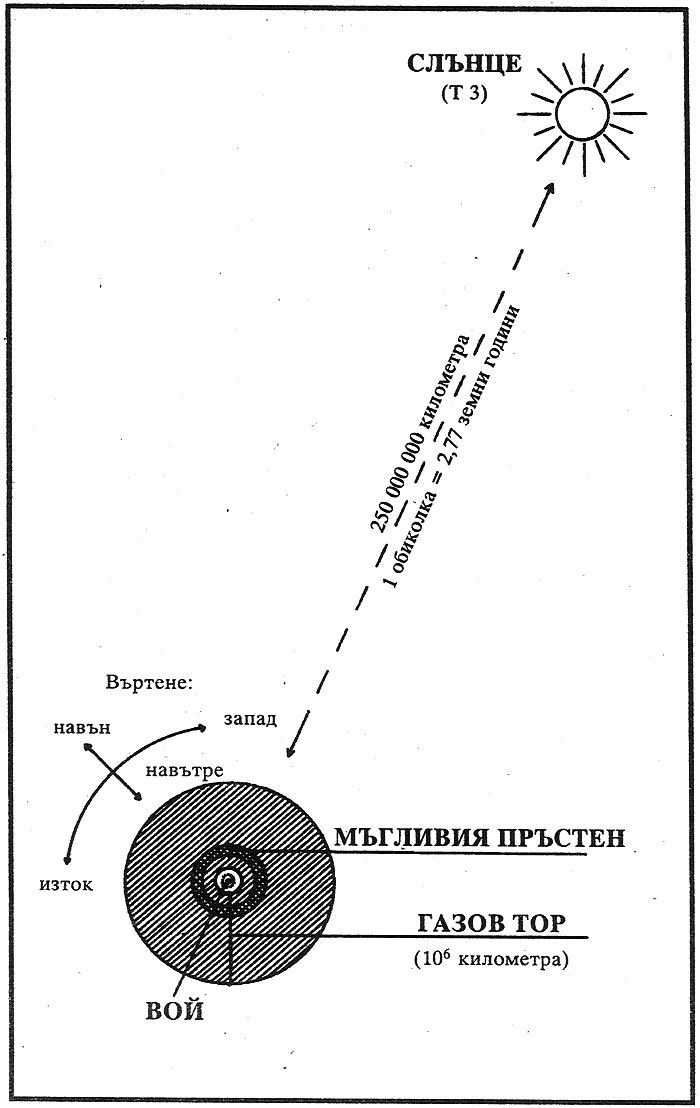 СЛЪНЦЕ
(Т 3)
250 000 000 километра
1 обиколка = 2,77 земни години
Въртене:
навън
запад
навътре
изток
МЪГЛИВИЯ ПРЪСТЕН
ГАЗОВ ТОР
(10⁶ километра)
ВОЙ